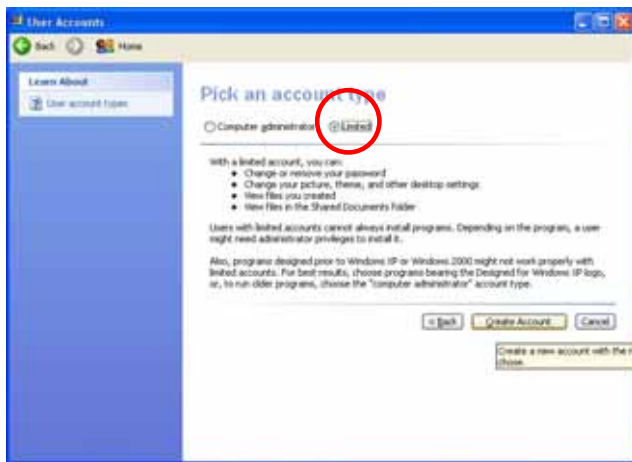 User Accounts
Back Home
Learn About
User account types
Pick an account type
Computer administrator Limited
With a limited account, you can:
• Change or remove your password
• Change your picture, theme, and other desktop settings
• View files you created
• View files in the Shared Documents folder
Users with limited accounts cannot always install programs. Depending on the program, a user
might need administrator privileges to install it.
Also, programs designed prior to Windows XP or Windows 2000 might not work properly with
limited accounts. For best results, choose programs bearing the Designed for Windows XP logo,
or, to run older programs, choose the "computer administrator" account type.
< Back Create Account Cancel
Create a new account with the
chose.